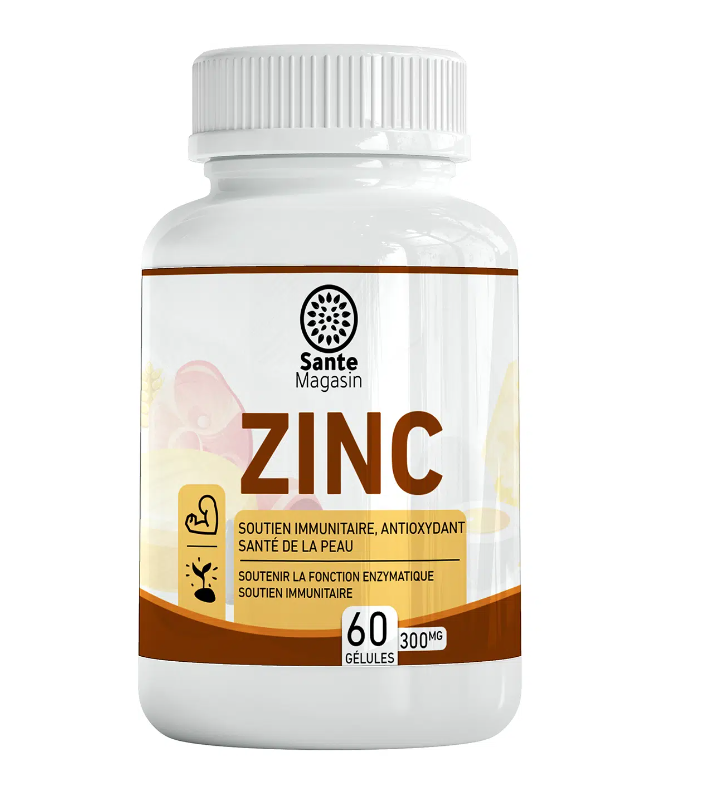 Sante
Magasin
ZINC
SOUTIEN IMMUNITAIRE, ANTIOXYDANT
SANTÉ DE LA PEAU
SOUTENIR LA FONCTION ENZYMATIQUE
SOUTIEN IMMUNITAIRE
60
GÉLULES
300MG